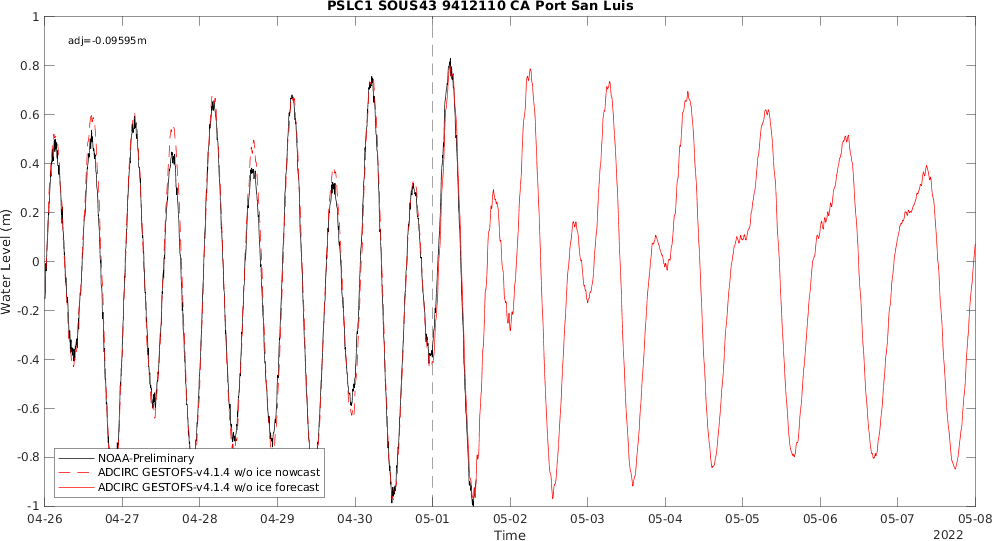 PSLC1 SOUS43 9412110 CA Port San Luis
adj=-0.09595m
1
0.8
0.6
0.4
0.2
0
-0.2
-0.4
-0.6
-0.8
-1
Water Level (m)
NOAA-Preliminary
ADCIRC GESTOFS-v4.1.4 w/o ice nowcast
ADCIRC GESTOFS-v4.1.4 w/o ice forecast
04-26 04-27 04-28 04-29 04-30 05-01 05-02 05-03 05-04 05-05 05-06 05-07 05-08
Time
2022